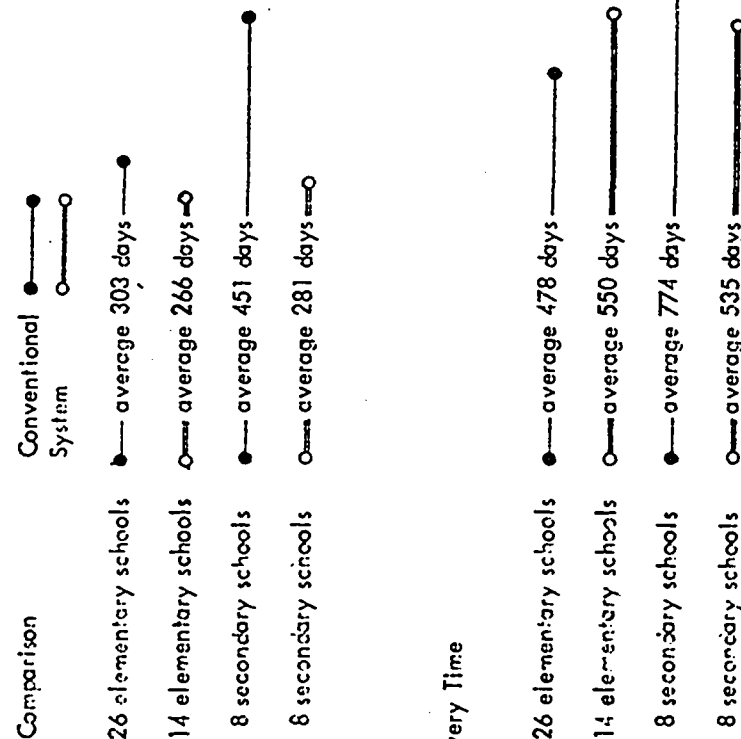 Comparison
Conventional
System
26 elementary schools average 303 days
14 elementary schools average 266 days
8 secondary schools average 451 days
8 secondary schools average 281 days
very Time
26 elementary schools average 478 days
14 elementary schools average 550 days
8 secondary schools average 774 days
8 secondary schools average 535 days